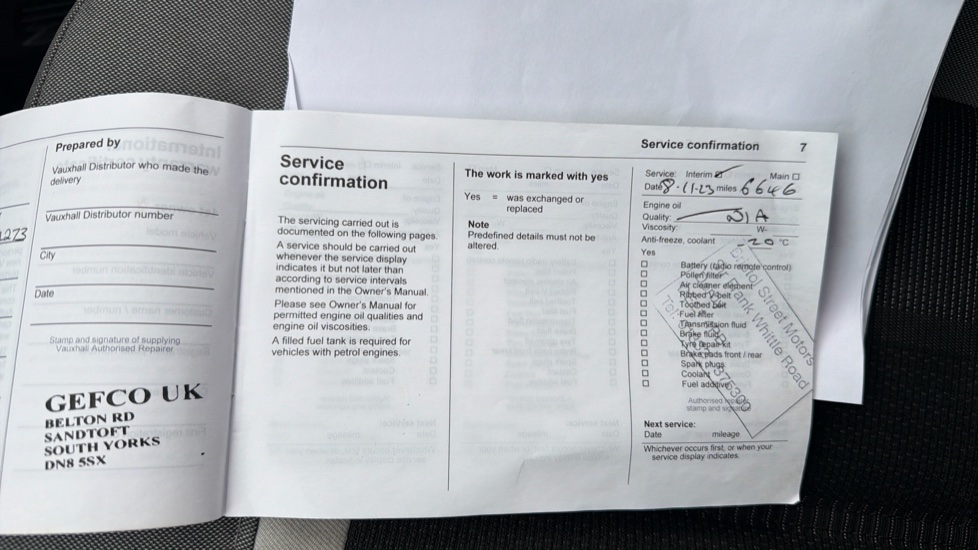 1273
Prepared by
Vauxhall Distributor who made the
delivery
Vauxhall Distributor number
City
Date
Stamp and signature of supplying
Vauxhall Authorised Repairer
GEFCO UK
BELTON RD
SANDTOFT
SOUTH YORKS
DN8 5SX
Service
confirmation
The servicing carried out is
documented on the following pages.
A service should be carried out
whenever the service display
indicates it but not later than
according to service intervals
mentioned in the Owner's Manual.
Please see Owner's Manual for
permitted engine oil qualities and
engine oil viscosities.
A filled fuel tank is required for
vehicles with petrol engines.
The work is marked with yes
Yes = was exchanged or
replaced
Note
Predefined details must not be
altered.
Service confirmation 7
Service: Interim Main
Date 8.11.23 miles 6646
Engine oil
Quality: N/A
Viscosity: W-
Anti-freeze, coolant -20 °C
Yes
Battery (radio remote control)
Pollen filter
Air cleaner element
Ribbed V-belt
Toothed belt
Fuel filter
Transmission fluid
Brake fluid
Tyre repair kit
Brake pads front / rear
Spark plugs
Coolant
Fuel additive
Street Motors
Frank Whittle Road
Tel:
375300
Authorised
stamp and
Next service:
Date mileage
Whichever occurs first, or when your
service display indicates.